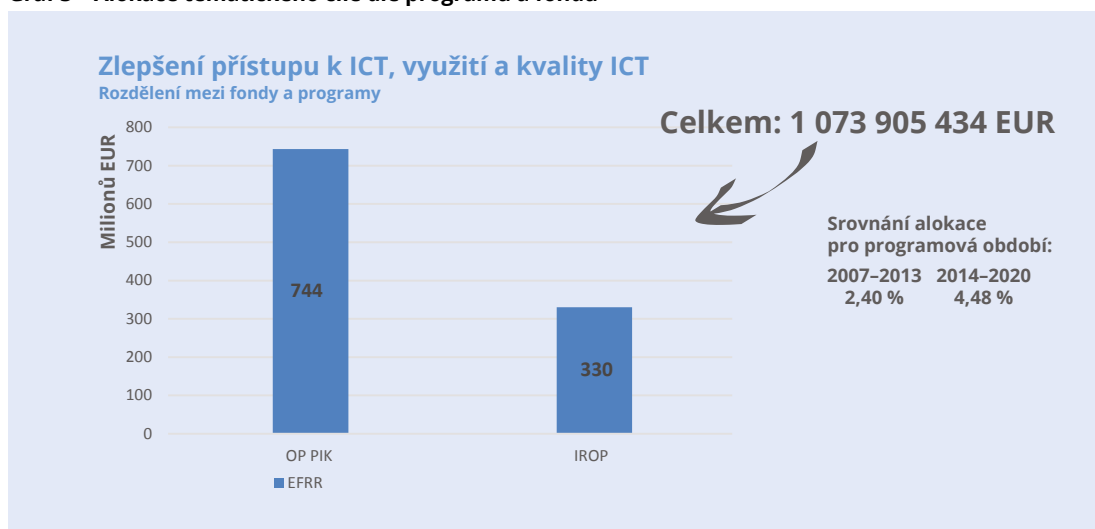 Zlepšení přístupu k ICT, využití a kvality ICT
Rozdělení mezi fondy a programy
Celkem: 1 073 905 434 EUR
Milionů EUR
800
700
600
500
400
300
200
100
0
744
330
OP PIK
IROP
EFRR
Srovnání alokace
pro programová období:
2007–2013 2014–2020
2,40 % 4,48 %